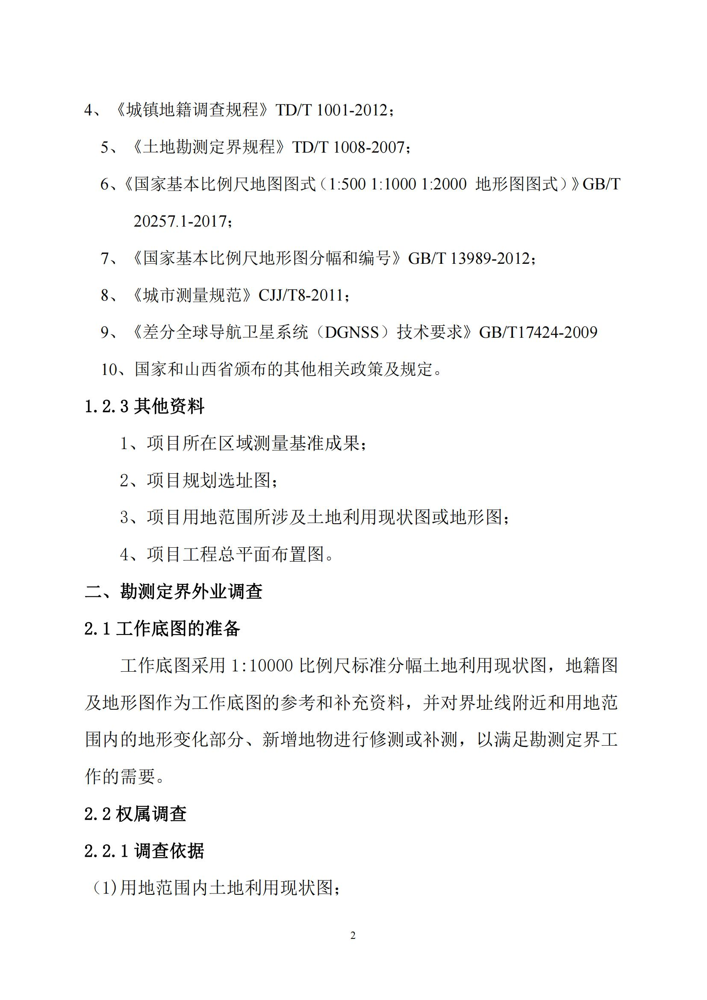 4、《城镇地籍调查规程》TD/T 1001-2012；
5、《土地勘测定界规程》TD/T 1008-2007；
6、《国家基本比例尺地图图式（1:500 1:1000 1:2000 地形图图式）》GB/T
20257.1-2017；
7、《国家基本比例尺地形图分幅和编号》GB/T 13989-2012；
8、《城市测量规范》CJJ/T8-2011；
9、《差分全球导航卫星系统（DGNSS）技术要求》GB/T17424-2009
10、国家和山西省颁布的其他相关政策及规定。
1.2.3 其他资料
1、项目所在区域测量基准成果；
2、项目规划选址图；
3、项目用地范围所涉及土地利用现状图或地形图；
4、项目工程总平面布置图。
二、勘测定界外业调查
2.1 工作底图的准备
工作底图采用 1:10000 比例尺标准分幅土地利用现状图，地籍图
及地形图作为工作底图的参考和补充资料，并对界址线附近和用地范
围内的地形变化部分、新增地物进行修测或补测，以满足勘测定界工
作的需要。
2.2 权属调查
2.2.1 调查依据
（1)用地范围内土地利用现状图；
2